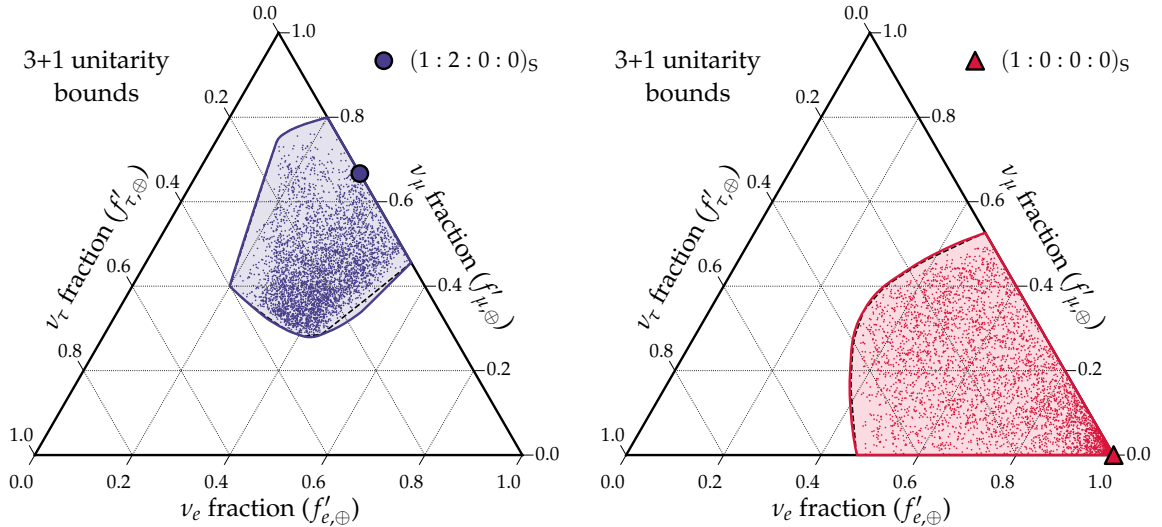 3+1 unitarity
bounds
(1 : 2 : 0 : 0)S
0.0
0.2
0.4
0.6
0.8
1.0
ντ fraction (f′τ,⊕)
1.0
0.8
0.6
0.4
0.2
0.0
νμ fraction (f′μ,⊕)
0.0 0.2 0.4 0.6 0.8 1.0
νe fraction (f′e,⊕)
3+1 unitarity
bounds
(1 : 0 : 0 : 0)S
0.0
0.2
0.4
0.6
0.8
1.0
ντ fraction (f′τ,⊕)
1.0
0.8
0.6
0.4
0.2
0.0
νμ fraction (f′μ,⊕)
0.0 0.2 0.4 0.6 0.8 1.0
νe fraction (f′e,⊕)